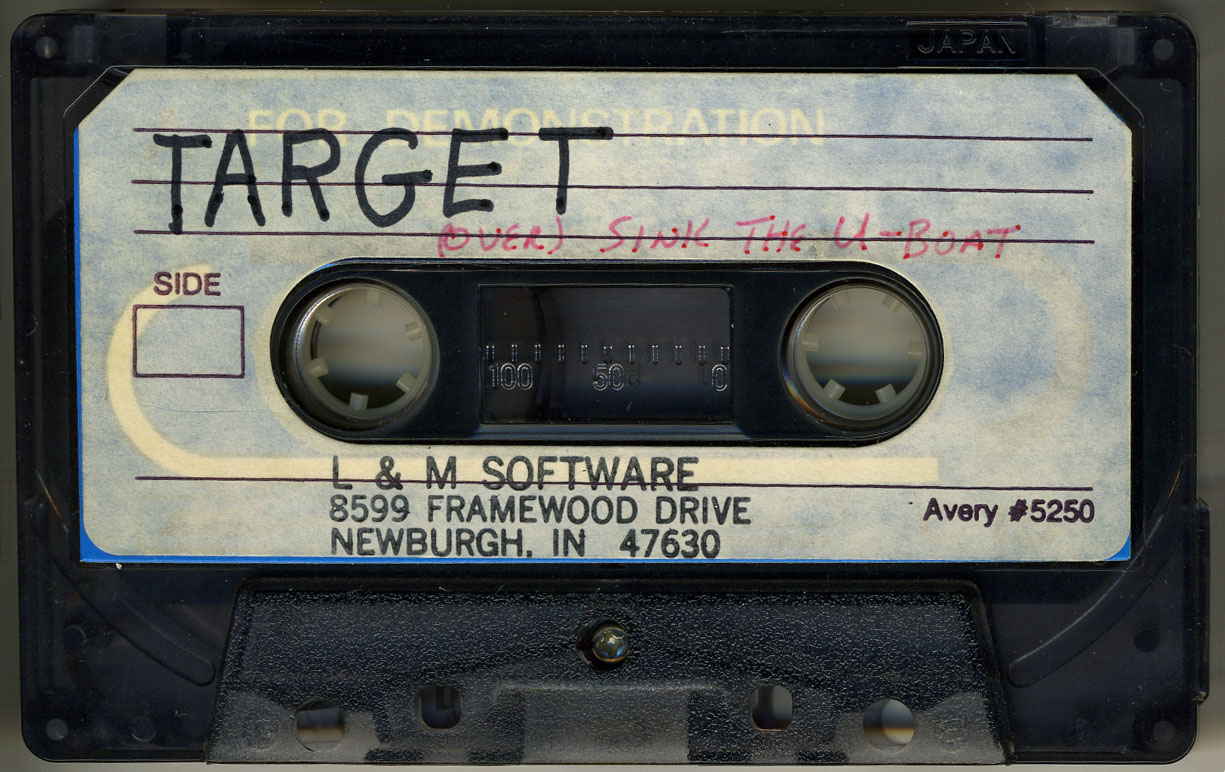 JAPAN
FOR DEMONSTRATION
TARGET
(OVER) SINK THE U-BOAT
SIDE
100 50 0
L & M SOFTWARE
8599 FRAMEWOOD DRIVE
NEWBURGH, IN 47630
Avery #5250